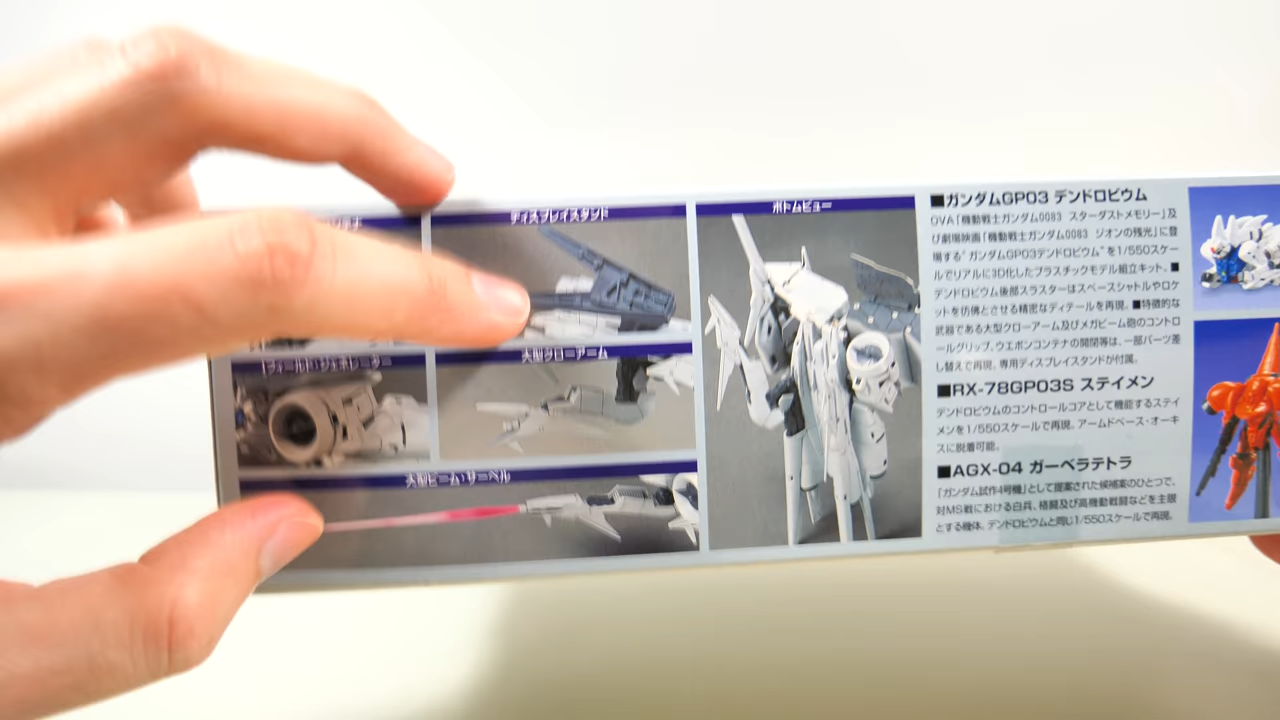 ディスプレイスタンド
Iフィールド・ジェネレーター
大型クローアーム
大型ビーム・サーベル
ボトムビュー
■ガンダムGP03 デンドロビウム
OVA「機動戦士ガンダム0083 スターダストメモリー」及
び劇場映画「機動戦士ガンダム0083 ジオンの残光」に登
場する"ガンダムGP03デンドロビウム"を1/550スケー
ルでリアルに3D化したプラスチックモデル組立キット。■
デンドロビウム後部スラスターはスペースシャトルやロケ
ットを彷彿とさせる精密なディテールを再現。■特徴的な
武器である大型クローアーム及びメガビーム砲のコントロ
ールグリップ、ウエポンコンテナの開閉等は、一部パーツ差
し替えで再現。専用ディスプレイスタンドが付属。
■RX-78GP03S ステイメン
デンドロビウムのコントロールコアとして機能するステイ
メンを1/550スケールで再現。アームドベース・オーキ
スに脱着可能。
■AGX-04 ガーベラテトラ
「ガンダム試作4号機」として提案された候補案のひとつで、
対MS戦における白兵、格闘及び高機動戦闘などを主眼
とする機体。デンドロビウムと同じ1/550スケールで再現。